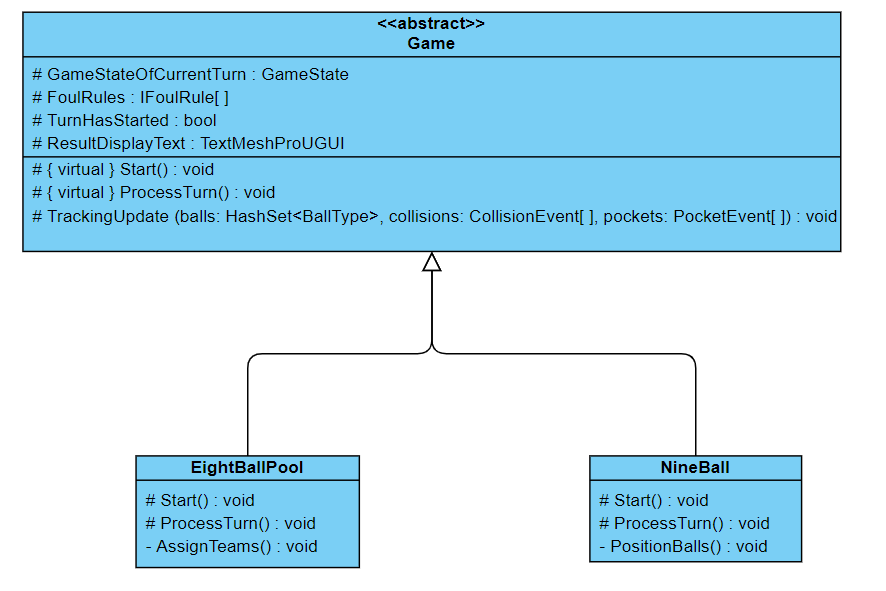 <<abstract>>
Game
# GameStateOfCurrentTurn : GameState
# FoulRules : IFoulRule[ ]
# TurnHasStarted : bool
# ResultDisplayText : TextMeshProUGUI
# { virtual } Start() : void
# { virtual } ProcessTurn() : void
# TrackingUpdate (balls: HashSet<BallType>, collisions: CollisionEvent[ ], pockets: PocketEvent[ ]) : void
EightBallPool
# Start() : void
# ProcessTurn() : void
- AssignTeams() : void
NineBall
# Start() : void
# ProcessTurn() : void
- PositionBalls() : void